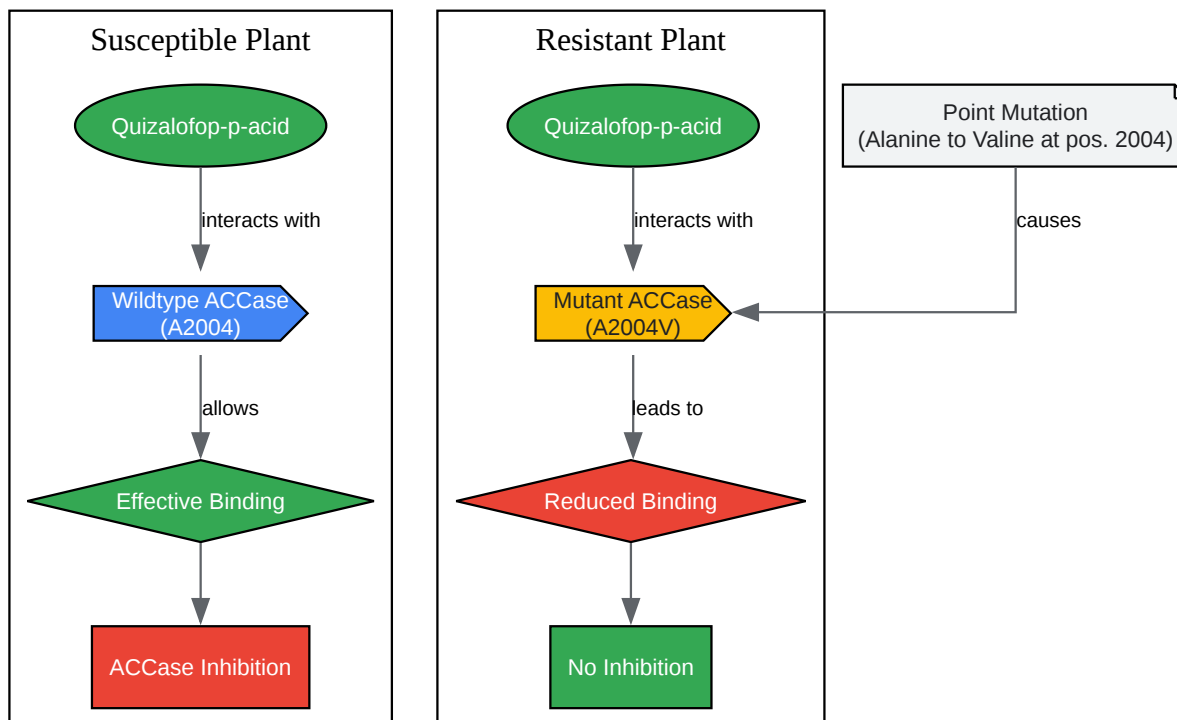 Susceptible Plant
Quizalofop-p-acid
interacts with
Wildtype ACCase
(A2004)
allows
Effective Binding
ACCase Inhibition
Resistant Plant
Quizalofop-p-acid
interacts with
Mutant ACCase
(A2004V)
leads to
Reduced Binding
No Inhibition
Point Mutation
(Alanine to Valine at pos. 2004)
causes